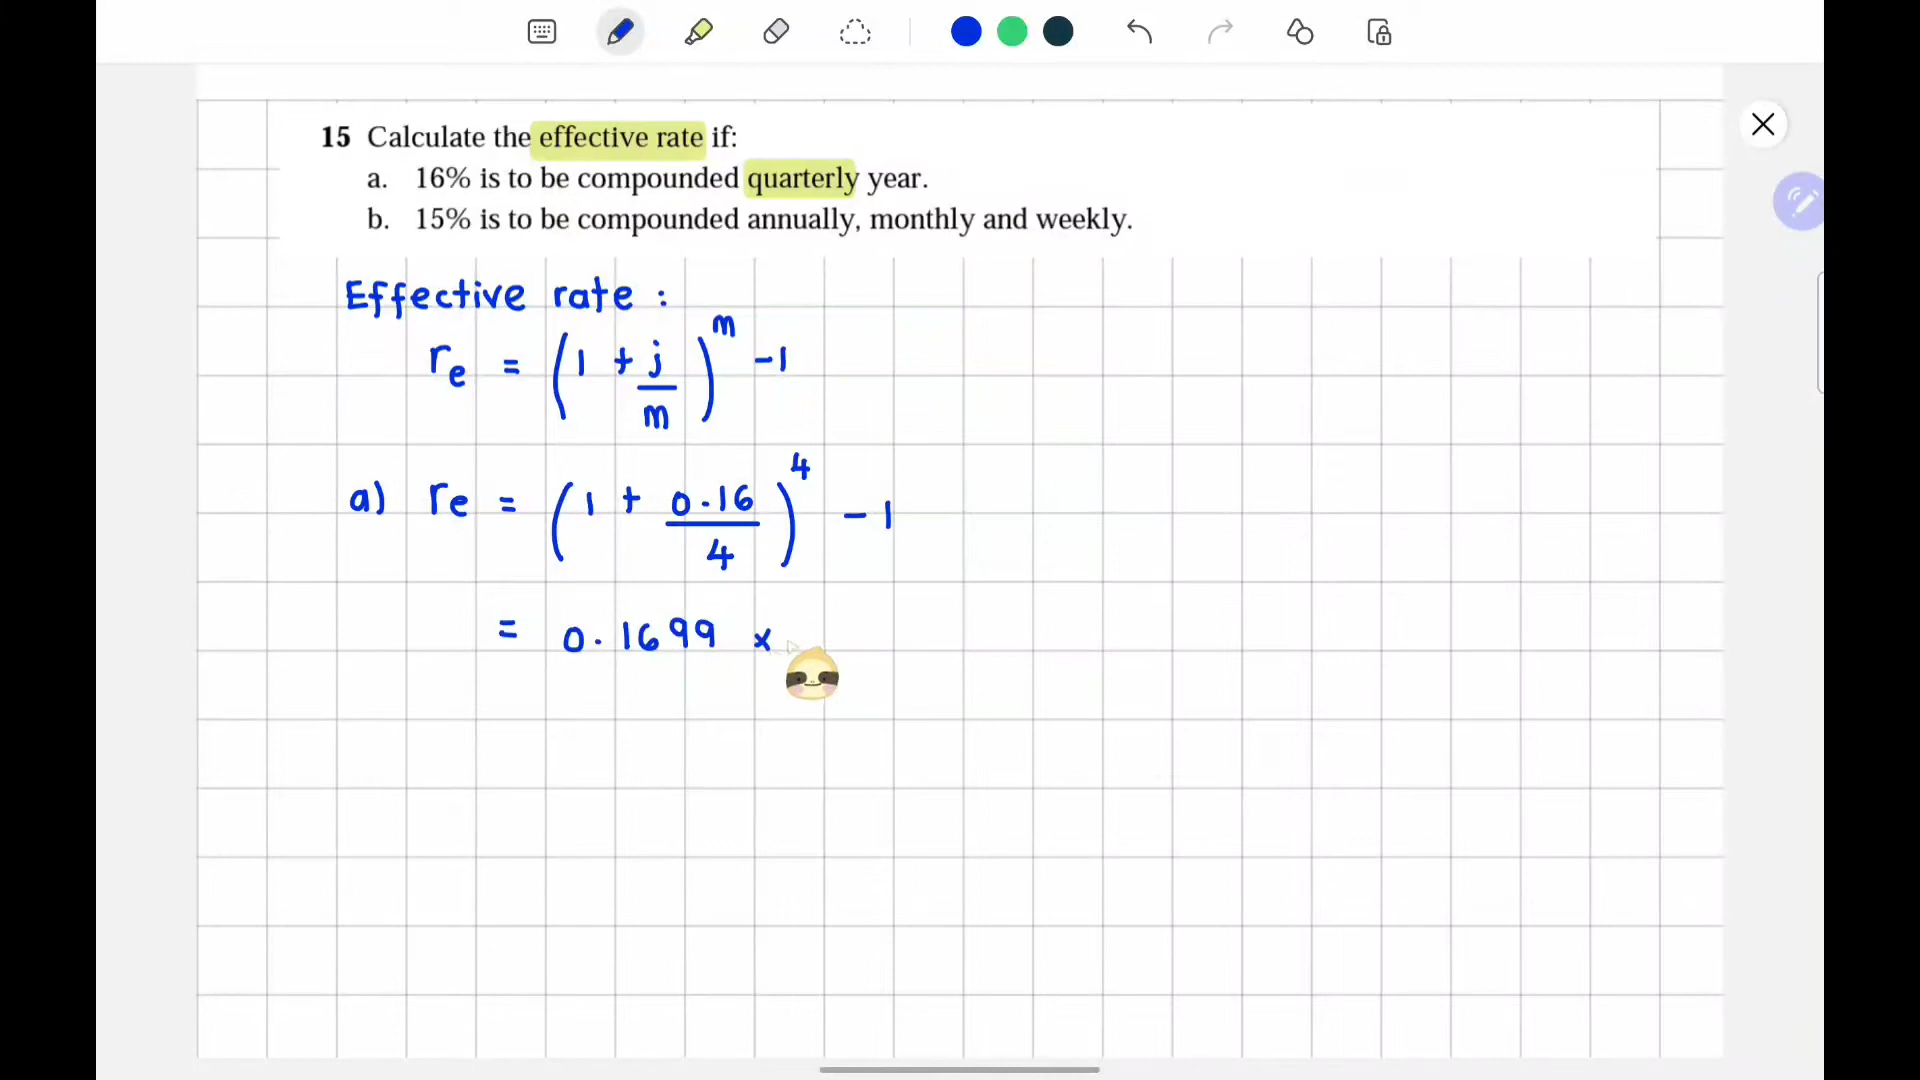 15 Calculate the effective rate if:
a. 16% is to be compounded quarterly year.
b. 15% is to be compounded annually, monthly and weekly.
Effective rate :
re = (1 + j/m)^m -1
a) re = (1 + 0.16/4)^4 - 1
= 0.1699 x